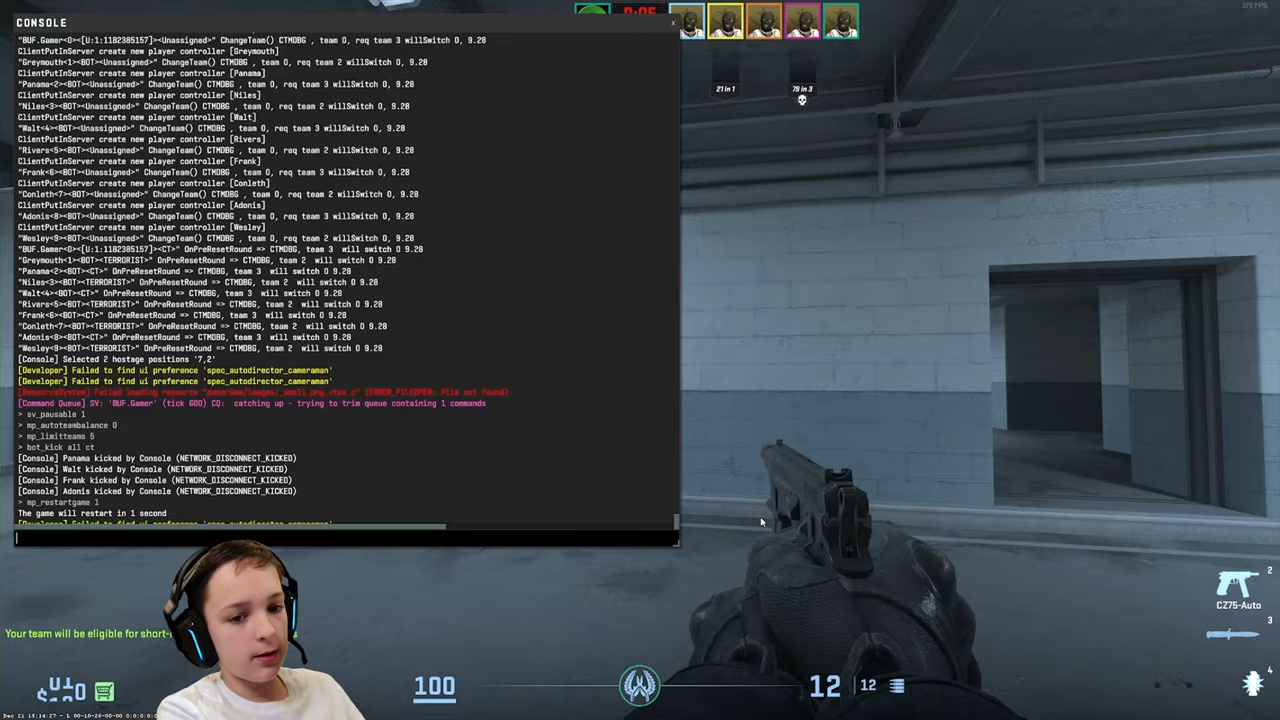 CONSOLE
x
375 FPS
0:05
"BUF.Gamer<0><[U:1:1182385157]><Unassigned>" ChangeTeam() CTMDBG , team 0, req team 3 willSwitch 0, 9.28
ClientPutInServer create new player controller [Greymouth]
"Greymouth<1><BOT><Unassigned>" ChangeTeam() CTMDBG , team 0, req team 2 willSwitch 0, 9.28
ClientPutInServer create new player controller [Panama]
"Panama<2><BOT><Unassigned>" ChangeTeam() CTMDBG , team 0, req team 3 willSwitch 0, 9.28
ClientPutInServer create new player controller [Niles]
"Niles<3><BOT><Unassigned>" ChangeTeam() CTMDBG , team 0, req team 2 willSwitch 0, 9.28
ClientPutInServer create new player controller [Walt]
"Walt<4><BOT><Unassigned>" ChangeTeam() CTMDBG , team 0, req team 3 willSwitch 0, 9.28
ClientPutInServer create new player controller [Rivers]
"Rivers<5><BOT><Unassigned>" ChangeTeam() CTMDBG , team 0, req team 2 willSwitch 0, 9.28
ClientPutInServer create new player controller [Frank]
"Frank<6><BOT><Unassigned>" ChangeTeam() CTMDBG , team 0, req team 3 willSwitch 0, 9.28
ClientPutInServer create new player controller [Conleth]
"Conleth<7><BOT><Unassigned>" ChangeTeam() CTMDBG , team 0, req team 2 willSwitch 0, 9.28
ClientPutInServer create new player controller [Adonis]
"Adonis<8><BOT><Unassigned>" ChangeTeam() CTMDBG , team 0, req team 3 willSwitch 0, 9.28
ClientPutInServer create new player controller [Wesley]
"Wesley<9><BOT><Unassigned>" ChangeTeam() CTMDBG , team 0, req team 2 willSwitch 0, 9.28
"BUF.Gamer<0><[U:1:1182385157]><CT>" OnPreResetRound => CTMDBG, team 3 will switch 0 9.28
"Greymouth<1><BOT><TERRORIST>" OnPreResetRound => CTMDBG, team 2 will switch 0 9.28
"Panama<2><BOT><CT>" OnPreResetRound => CTMDBG, team 3 will switch 0 9.28
"Niles<3><BOT><TERRORIST>" OnPreResetRound => CTMDBG, team 2 will switch 0 9.28
"Walt<4><BOT><CT>" OnPreResetRound => CTMDBG, team 3 will switch 0 9.28
"Rivers<5><BOT><TERRORIST>" OnPreResetRound => CTMDBG, team 2 will switch 0 9.28
"Frank<6><BOT><CT>" OnPreResetRound => CTMDBG, team 3 will switch 0 9.28
"Conleth<7><BOT><TERRORIST>" OnPreResetRound => CTMDBG, team 2 will switch 0 9.28
"Adonis<8><BOT><CT>" OnPreResetRound => CTMDBG, team 3 will switch 0 9.28
"Wesley<9><BOT><TERRORIST>" OnPreResetRound => CTMDBG, team 2 will switch 0 9.28
[Console] Selected 2 hostage positions '7,2'
[Developer] Failed to find ui preference 'spec_autodirector_cameraman'
[Developer] Failed to find ui preference 'spec_autodirector_cameraman'
[ResourceSystem] Failed loading resource (ERROR_FILEOPEN: File not found)
[Command Queue] SV: 'BUF.Gamer' (tick 600) CQ: catching up - trying to trim queue containing 1 commands
> sv_pausable 1
> mp_autoteambalance 0
> mp_limitteams 5
> bot_kick all ct
[Console] Panama kicked by Console (NETWORK_DISCONNECT_KICKED)
[Console] Walt kicked by Console (NETWORK_DISCONNECT_KICKED)
[Console] Frank kicked by Console (NETWORK_DISCONNECT_KICKED)
[Console] Adonis kicked by Console (NETWORK_DISCONNECT_KICKED)
> mp_restartgame 1
The game will restart in 1 second
[Developer] Failed to find ui preference 'spec_autodirector_cameraman'
21 in 1
79 in 3
2
CZ75-Auto
3
4
Your team will be eligible for short-
100
12 | 12